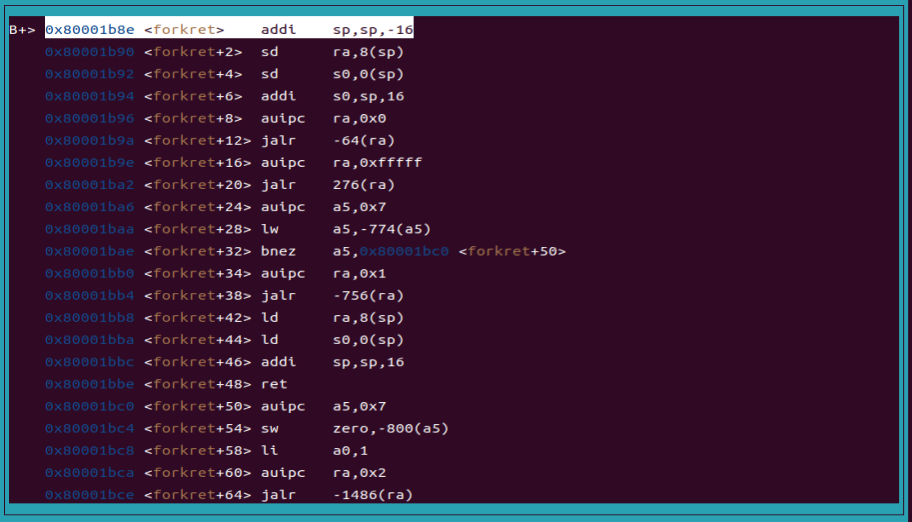 B+> 0x80001b8e <forkret> addi sp,sp,-16
0x80001b90 <forkret+2> sd ra,8(sp)
0x80001b92 <forkret+4> sd s0,0(sp)
0x80001b94 <forkret+6> addi s0,sp,16
0x80001b96 <forkret+8> auipc ra,0x0
0x80001b9a <forkret+12> jalr -64(ra)
0x80001b9e <forkret+16> auipc ra,0xfffff
0x80001ba2 <forkret+20> jalr 276(ra)
0x80001ba6 <forkret+24> auipc a5,0x7
0x80001baa <forkret+28> lw a5,-774(a5)
0x80001bae <forkret+32> bnez a5,0x80001bc0 <forkret+50>
0x80001bb0 <forkret+34> auipc ra,0x1
0x80001bb4 <forkret+38> jalr -756(ra)
0x80001bb8 <forkret+42> ld ra,8(sp)
0x80001bba <forkret+44> ld s0,0(sp)
0x80001bbc <forkret+46> addi sp,sp,16
0x80001bbe <forkret+48> ret
0x80001bc0 <forkret+50> auipc a5,0x7
0x80001bc4 <forkret+54> sw zero,-800(a5)
0x80001bc8 <forkret+58> li a0,1
0x80001bca <forkret+60> auipc ra,0x2
0x80001bce <forkret+64> jalr -1486(ra)